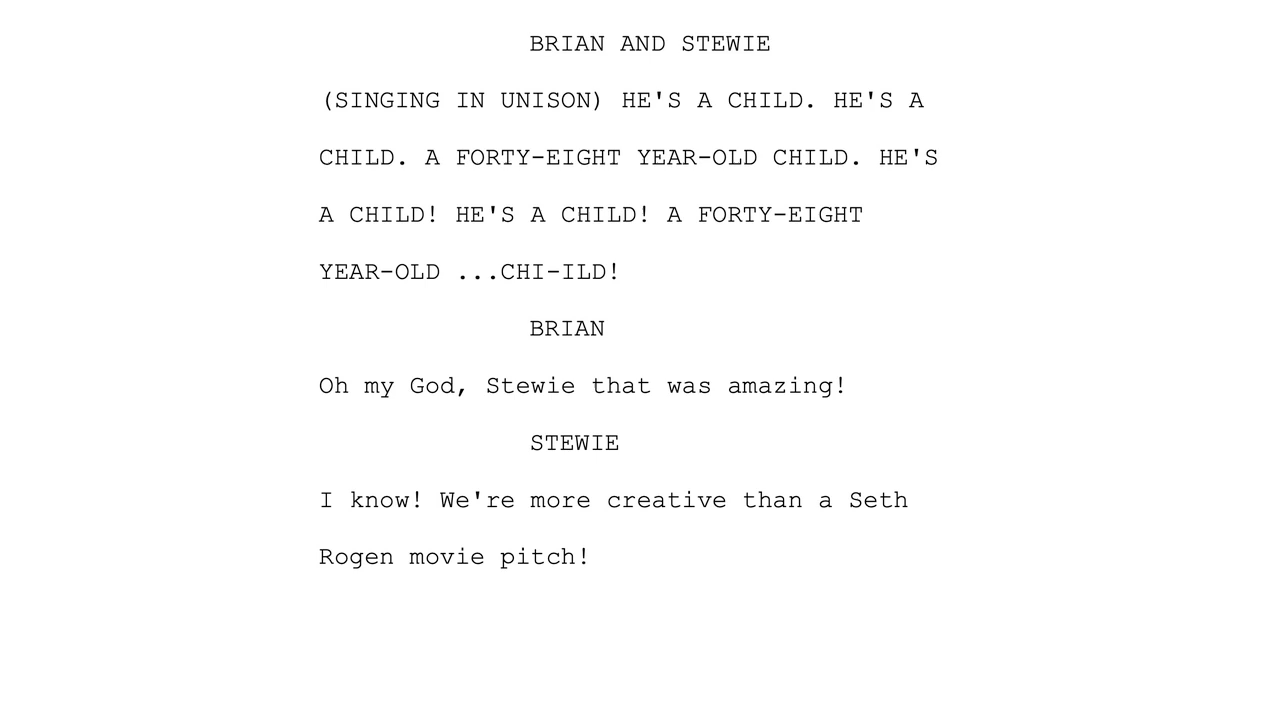 BRIAN AND STEWIE
(SINGING IN UNISON) HE'S A CHILD. HE'S A
CHILD. A FORTY-EIGHT YEAR-OLD CHILD. HE'S
A CHILD! HE'S A CHILD! A FORTY-EIGHT
YEAR-OLD ...CHI-ILD!
BRIAN
Oh my God, Stewie that was amazing!
STEWIE
I know! We're more creative than a Seth
Rogen movie pitch!